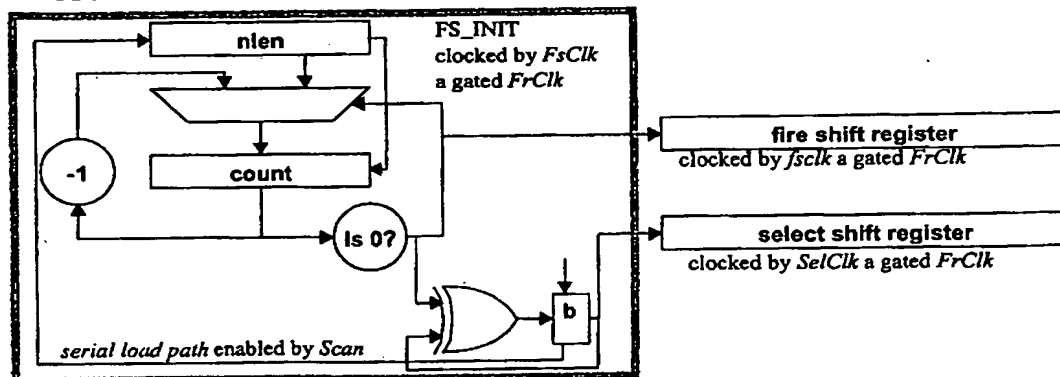 nlen
FS_INIT
clocked by FsClk
a gated FrClk
fire shift register
clocked by fsclk a gated FrClk
-1
count
Is 0?
select shift register
clocked by SelClk a gated FrClk
b
serial load path enabled by Scan